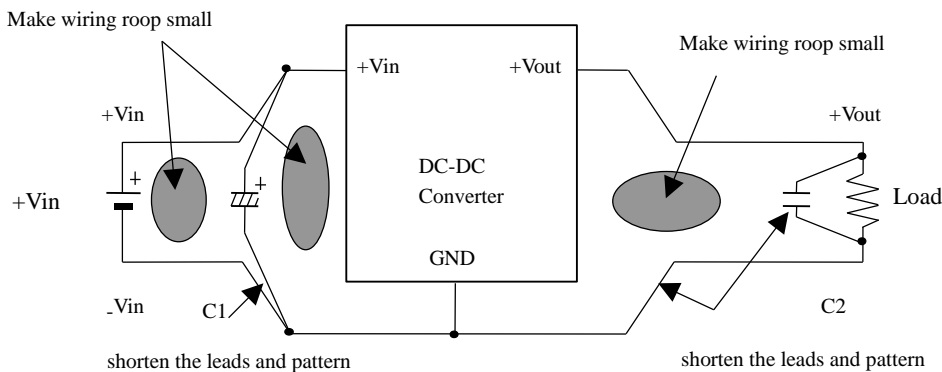 Make wiring roop small
+Vin
+Vout
Make wiring roop small
+Vin
+Vout
+
+
DC-DC
Converter
+Vin
Load
GND
-Vin
C1
C2
shorten the leads and pattern
shorten the leads and pattern